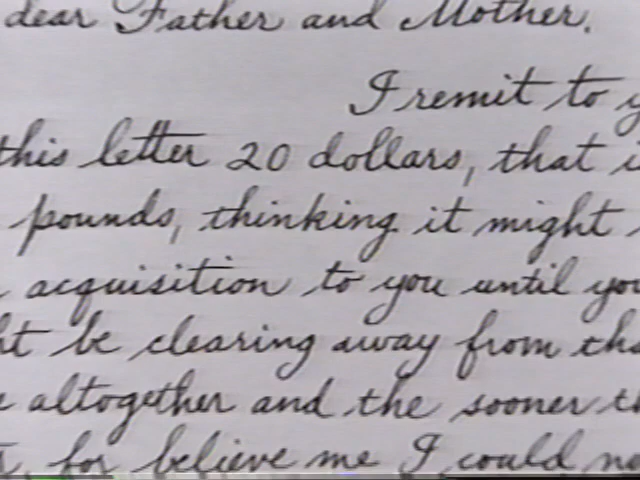 dear Father and Mother.
I remit to
this letter 20 dollars, that
pounds, thinking it might
acquisition to you until you
be clearing away from
altogether and the sooner
for believe me I could